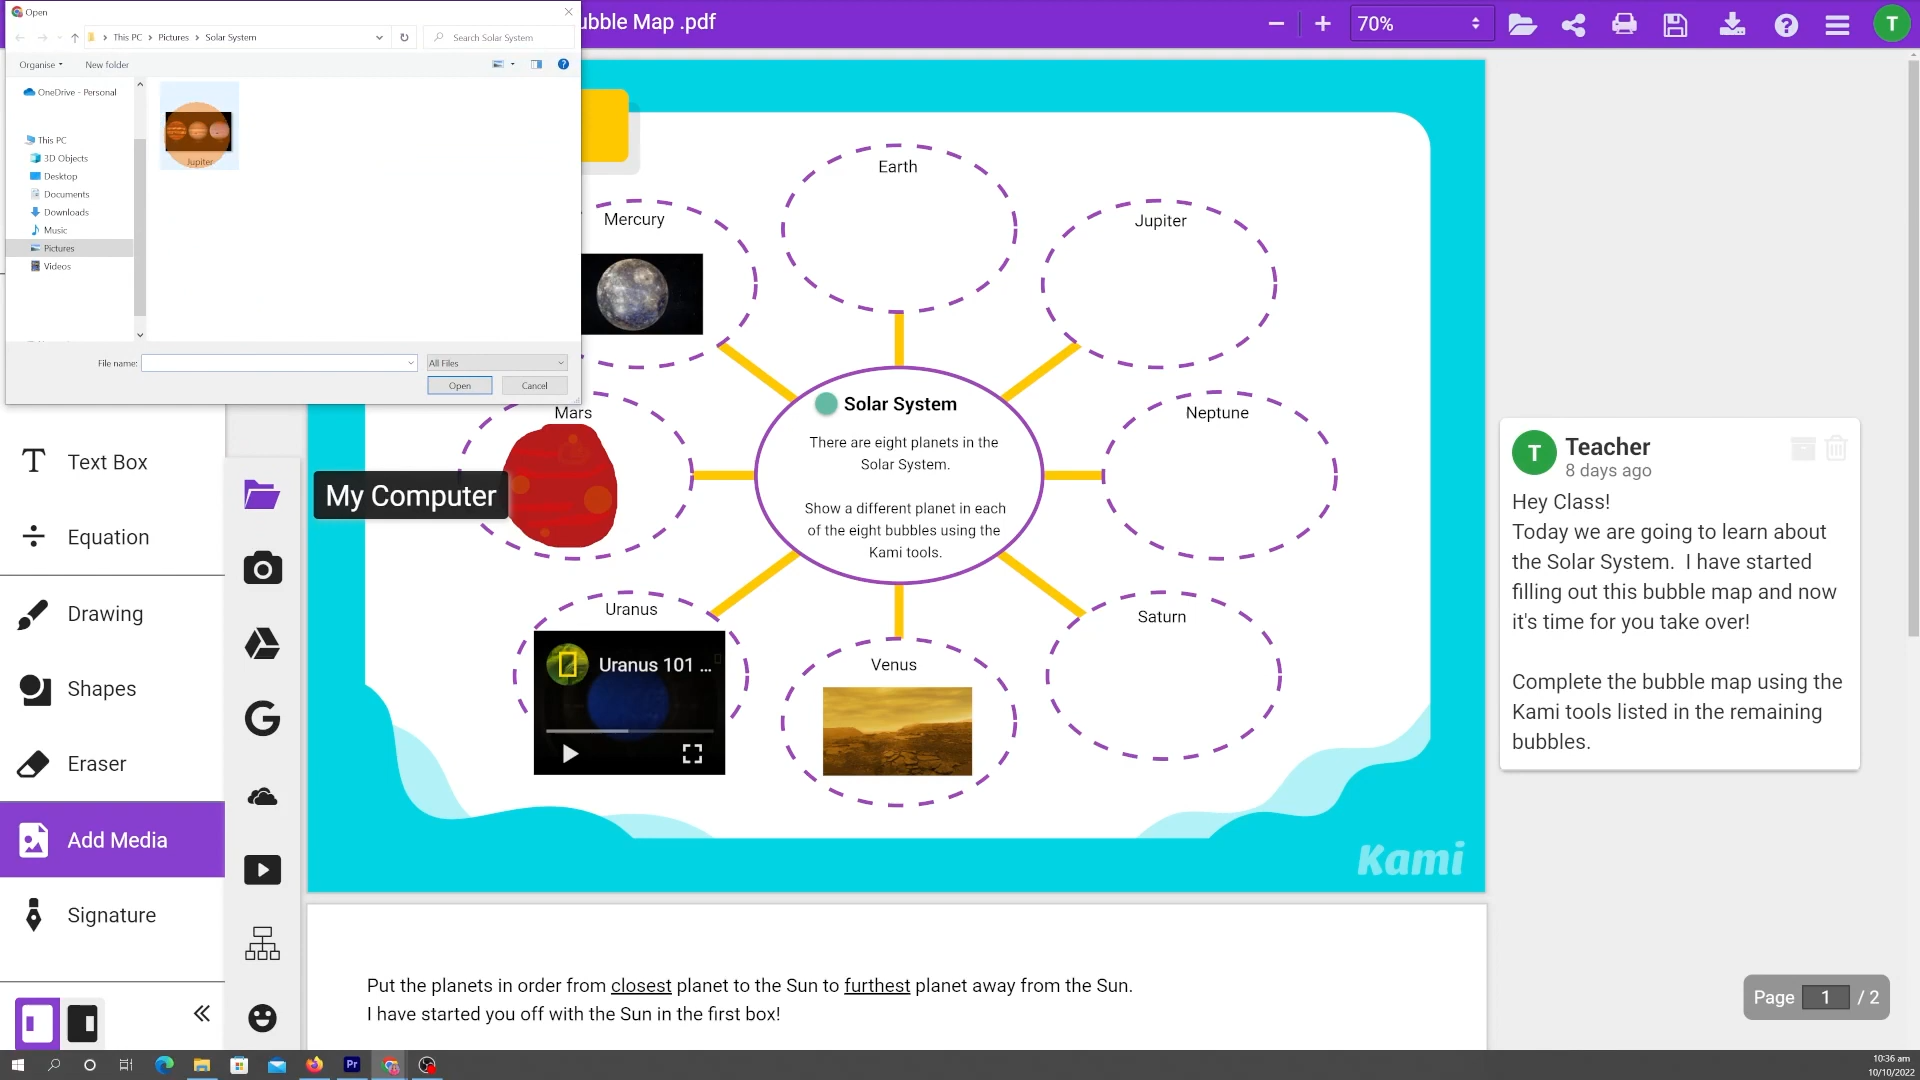 Open
This PC
Pictures
Solar System
Search Solar System
Organise
New folder
OneDrive - Personal
This PC
3D Objects
Desktop
Documents
Downloads
Music
Pictures
Videos
Jupiter
File name:
All Files
Open
Cancel
ubble Map .pdf
70%
T
Text Box
Equation
Drawing
Shapes
Eraser
Add Media
Signature
My Computer
Earth
Mercury
Jupiter
Mars
Neptune
Solar System
There are eight planets in the
Solar System.
Show a different planet in each
of the eight bubbles using the
Kami tools.
Uranus
Uranus 101 ...
Venus
Saturn
Kami
Put the planets in order from closest planet to the Sun to furthest planet away from the Sun.
I have started you off with the Sun in the first box!
T
Teacher
8 days ago
Hey Class!
Today we are going to learn about
the Solar System. I have started
filling out this bubble map and now
it's time for you take over!
Complete the bubble map using the
Kami tools listed in the remaining
bubbles.
Page 1 / 2
Pr
10:36 am
10/10/2022